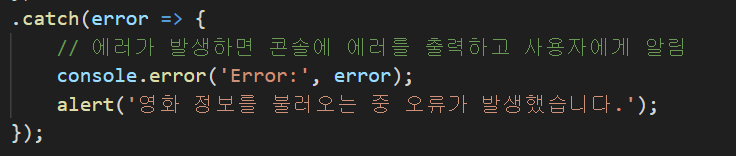 .catch(error => {
// 에러가 발생하면 콘솔에 에러를 출력하고 사용자에게 알림
console.error('Error:', error);
alert('영화 정보를 불러오는 중 오류가 발생했습니다.');
});